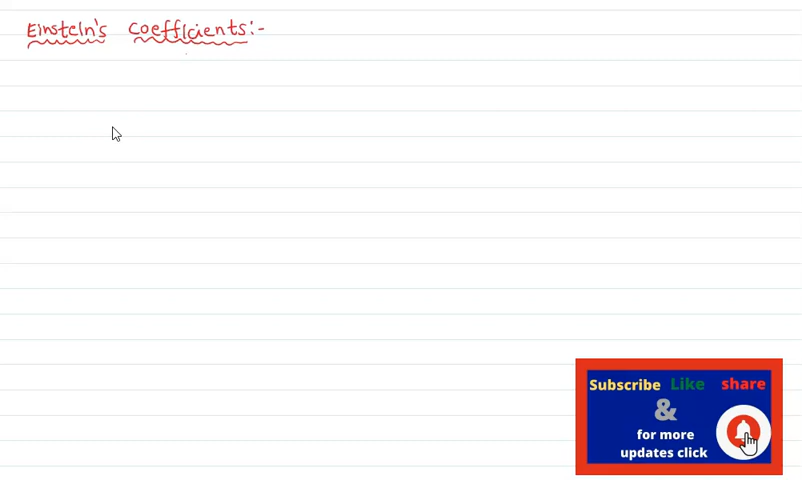 Einstein's Coefficients:-
Subscribe Like share
&
for more
updates click